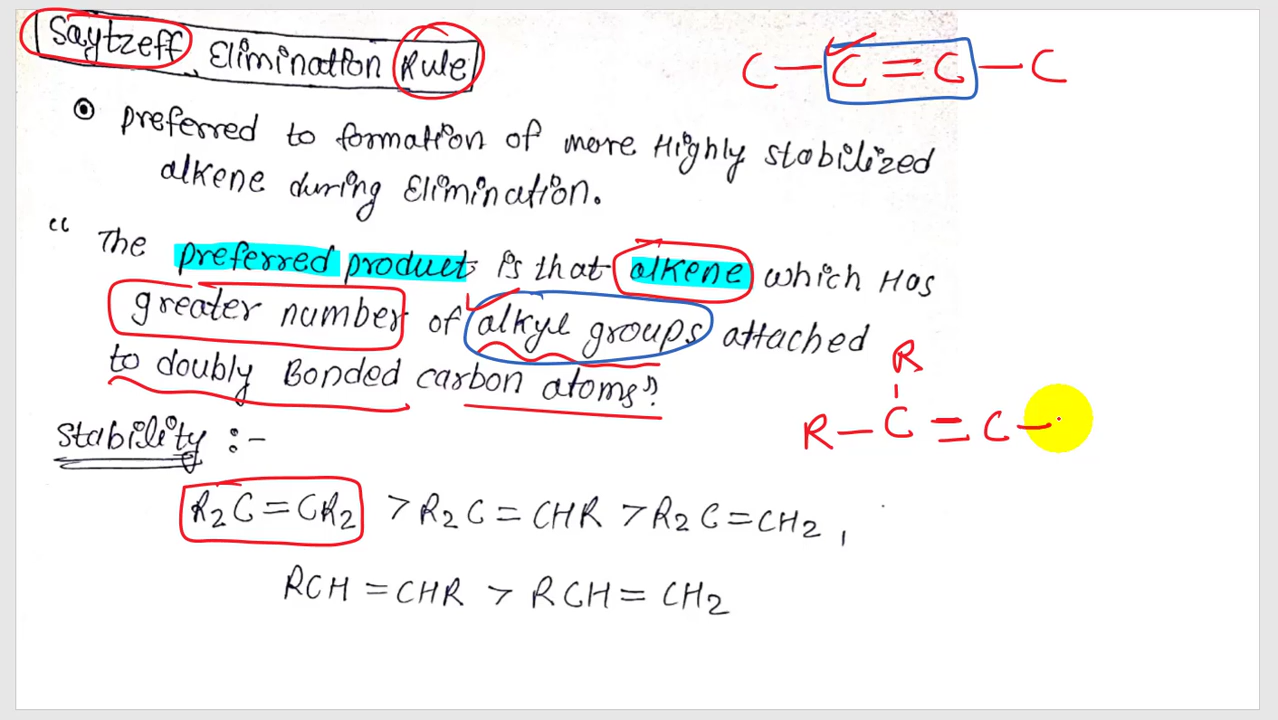 Saytzeff Elimination Rule
C—C=C—C
preferred to formation of more Highly stabilized
alkene during Elimination.
“ The preferred product is that alkene which Has
greater number of alkyl groups attached
to doubly Bonded carbon atoms”
R
R—C=C—
Stability :-
R2C=CR2 > R2C=CHR > R2C=CH2 ,
RCH=CHR > RCH=CH2